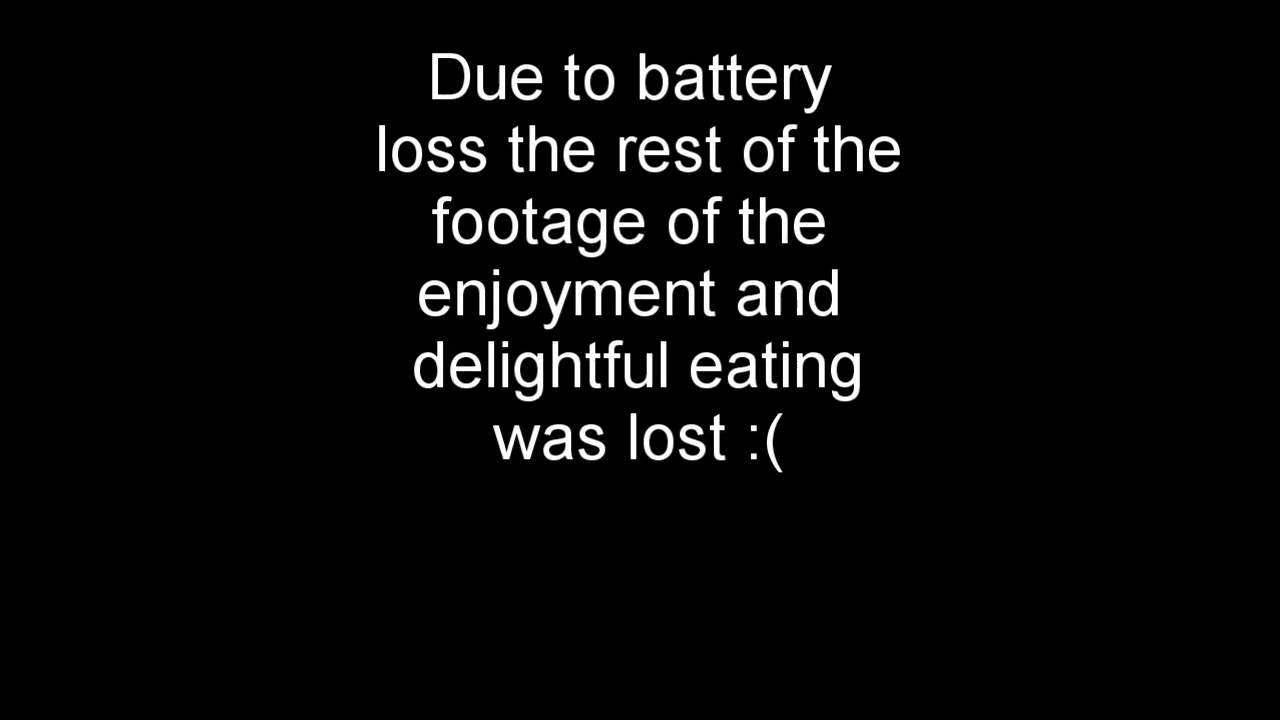 Due to battery
loss the rest of the
footage of the
enjoyment and
delightful eating
was lost :(